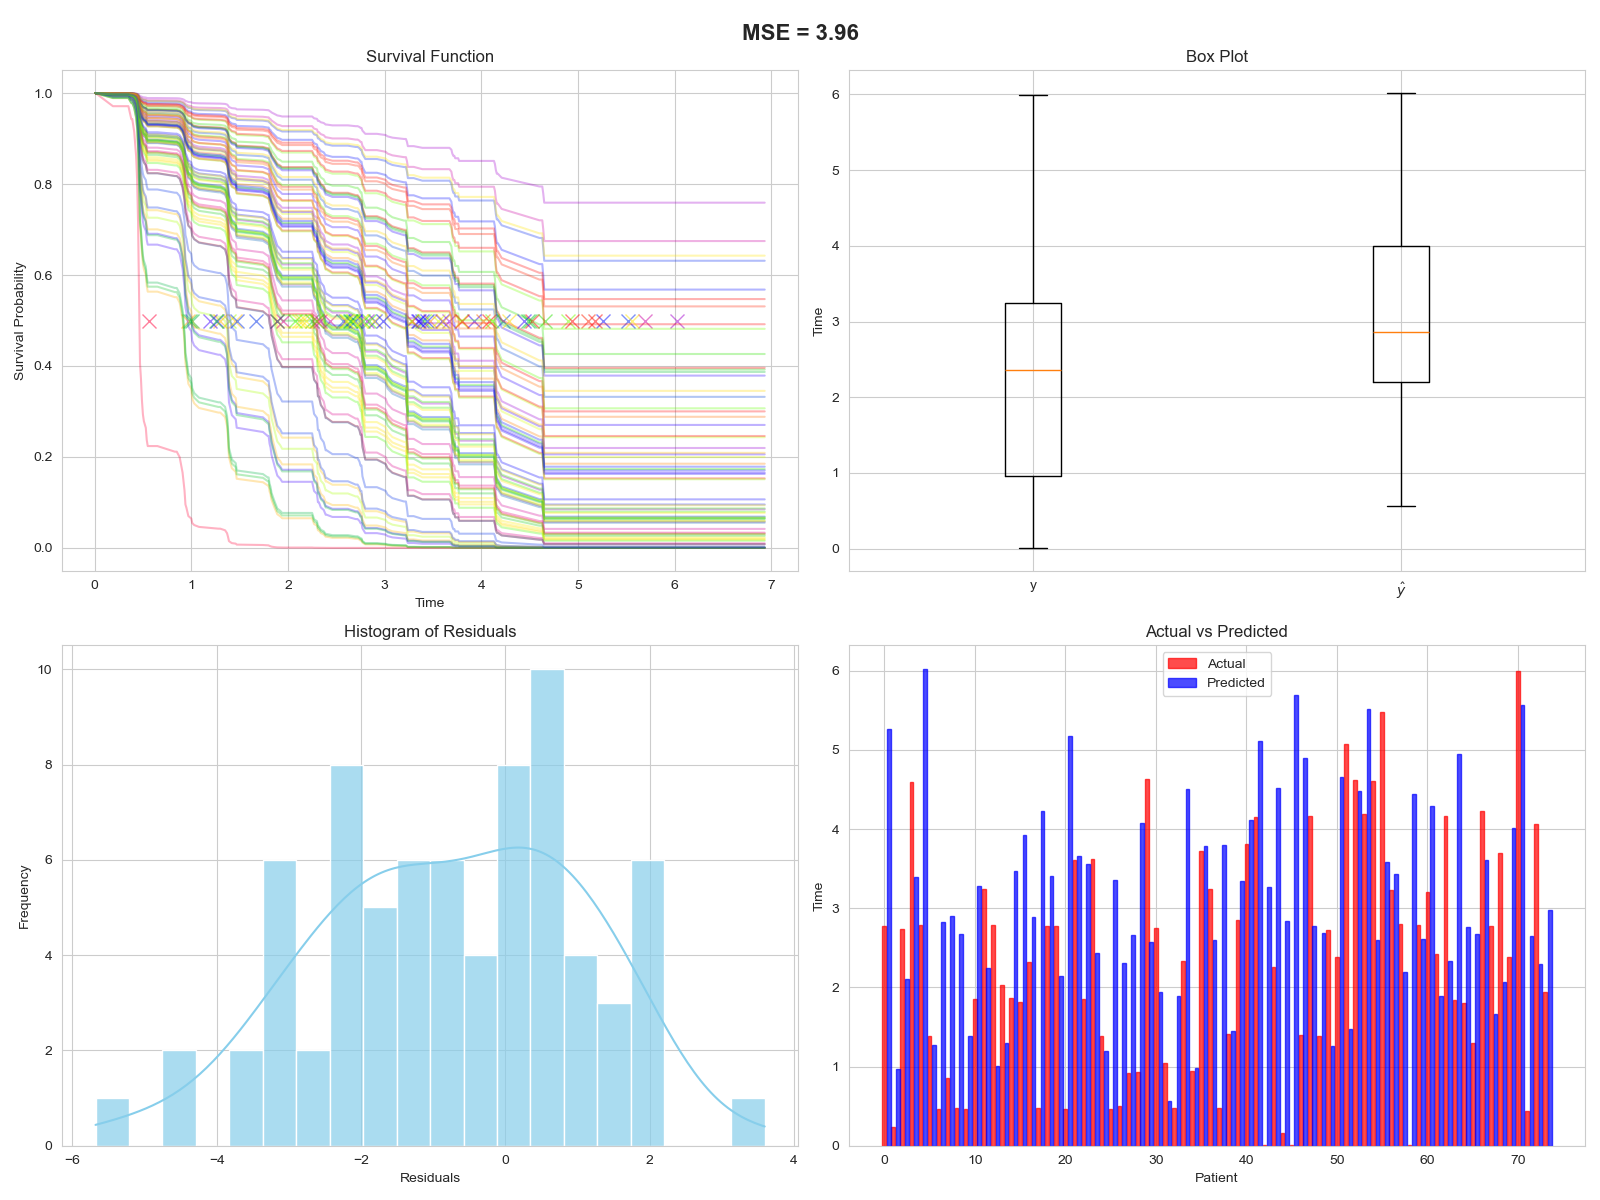 MSE = 3.96
Survival Function
Survival Probability
1.0
0.8
0.6
0.4
0.2
0.0
0 1 2 3 4 5 6 7
Time
Box Plot
Time
6
5
4
3
2
1
0
y ŷ
Histogram of Residuals
Frequency
10
8
6
4
2
0
−6 −4 −2 0 2 4
Residuals
Actual vs Predicted
Actual
Predicted
Time
6
5
4
3
2
1
0
0 10 20 30 40 50 60 70
Patient